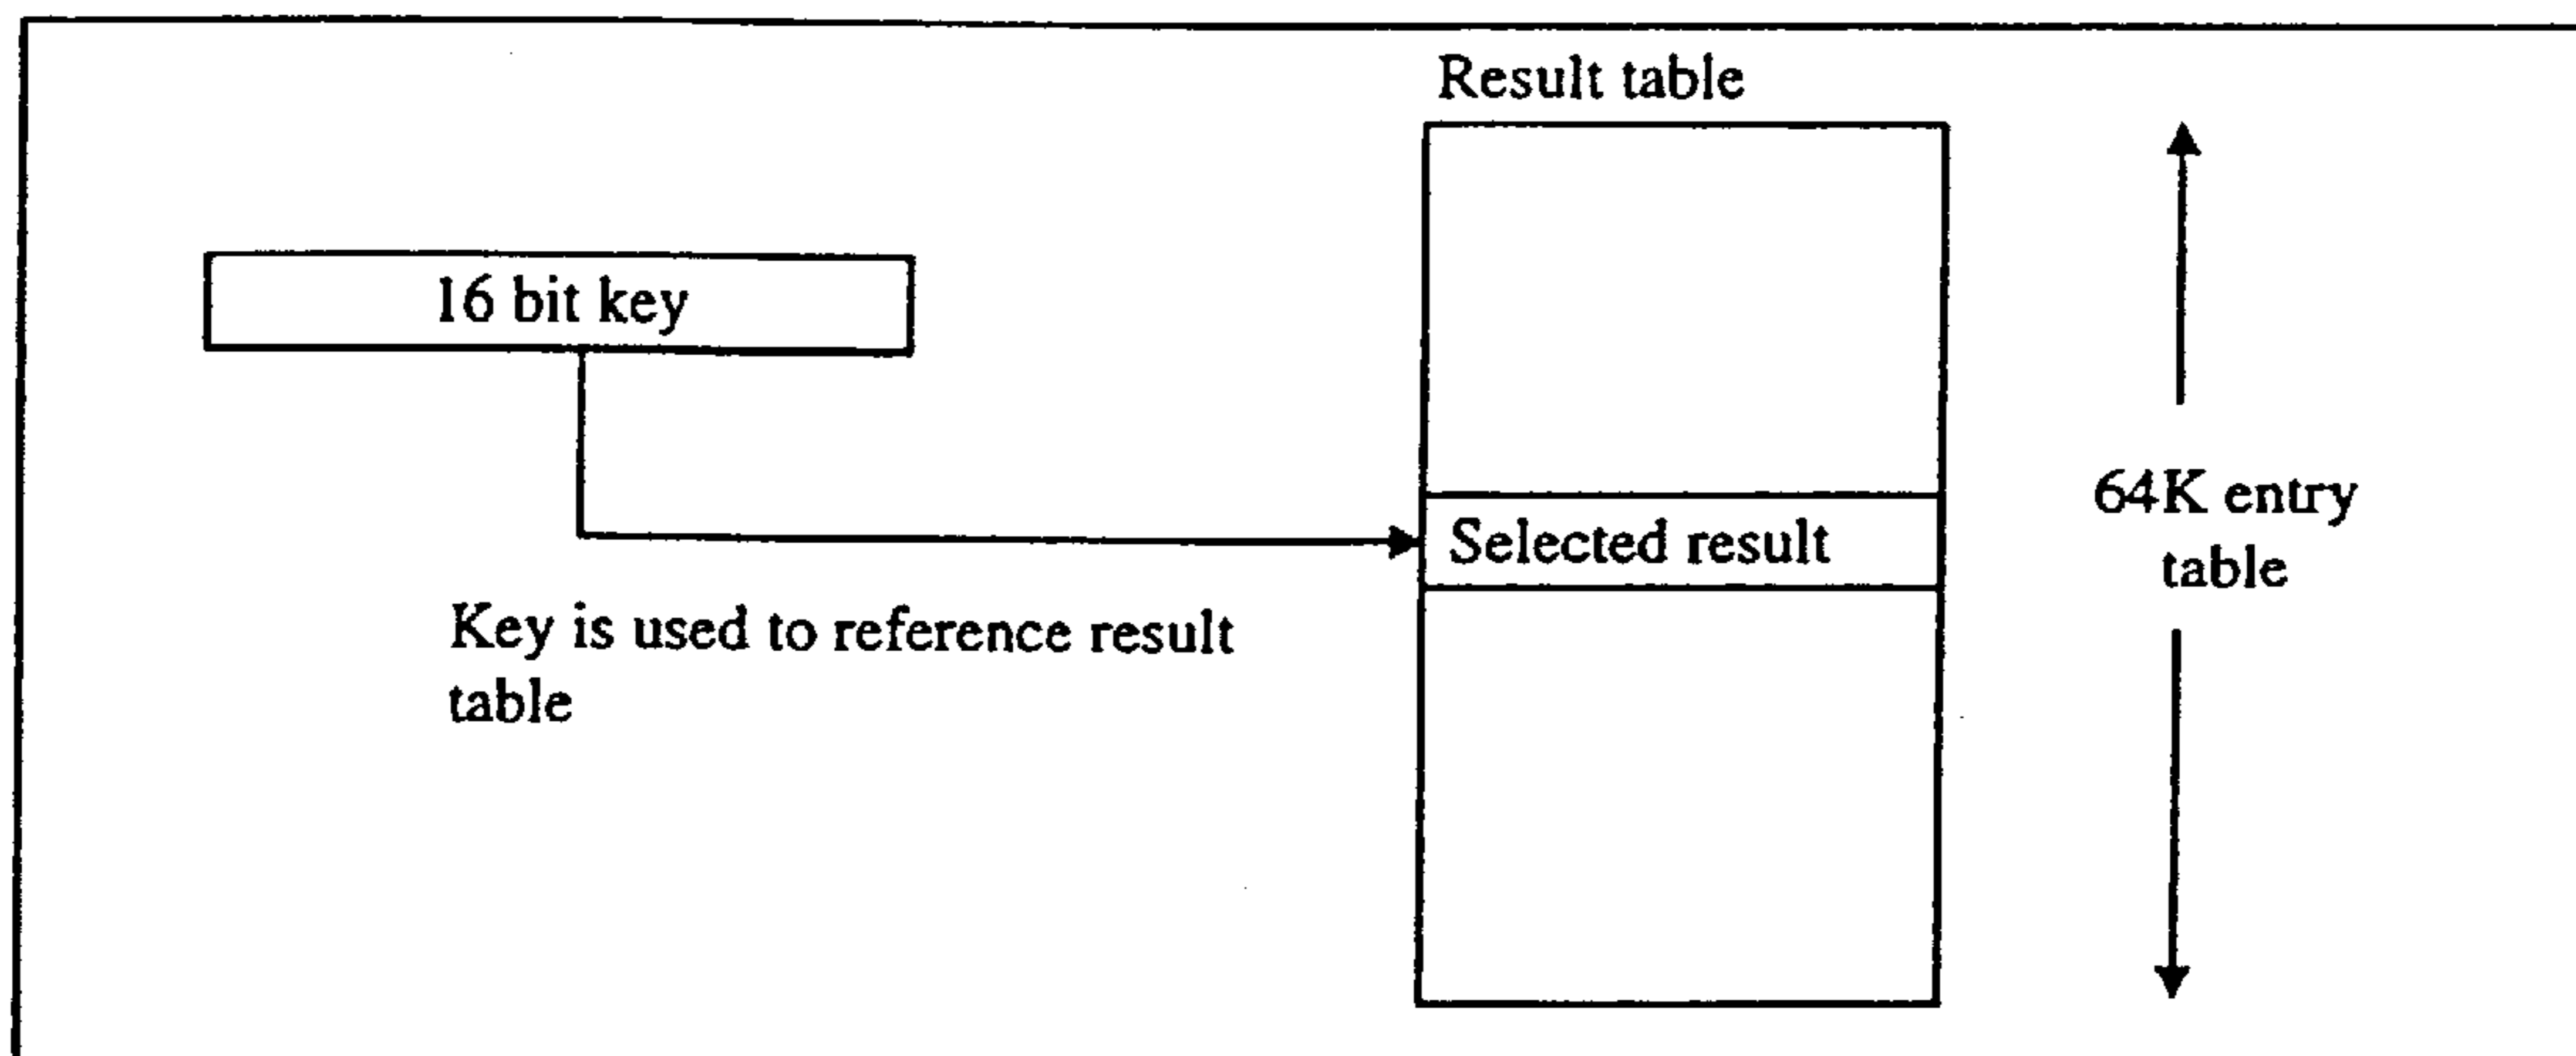 Result table
16 bit key
Selected result
64K entry
table
Key is used to reference result
table